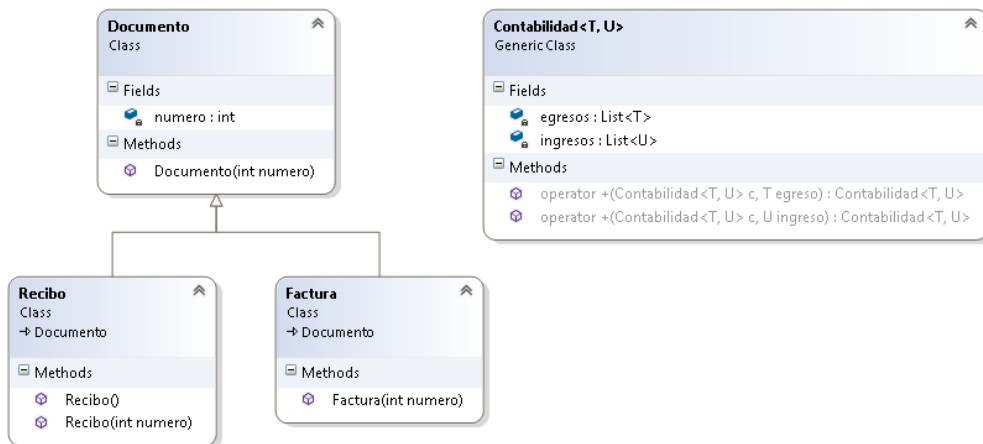 Documento
Class
Fields
numero : int
Methods
Documento(int numero)
Contabilidad<T, U>
Generic Class
Fields
egresos : List<T>
ingresos : List<U>
Methods
operator +(Contabilidad<T, U> c, T egreso) : Contabilidad<T, U>
operator +(Contabilidad<T, U> c, U ingreso) : Contabilidad<T, U>
Recibo
Class
Documento
Methods
Recibo()
Recibo(int numero)
Factura
Class
Documento
Methods
Factura(int numero)